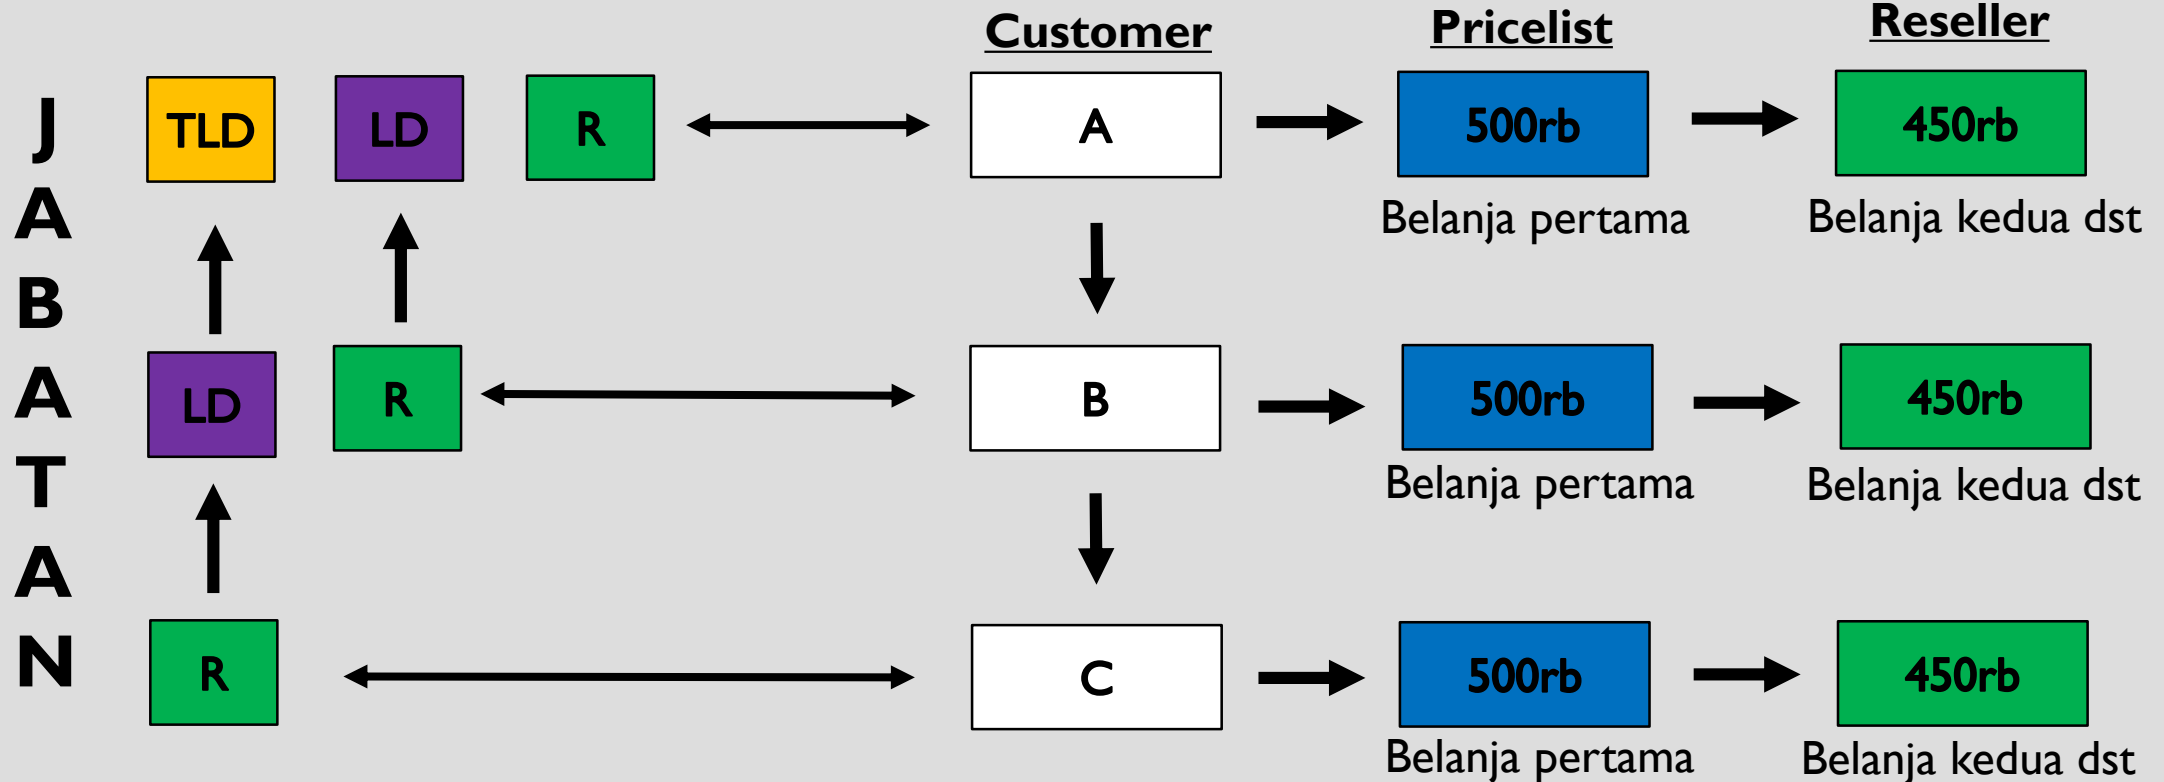 JABATAN
Customer
Pricelist
Reseller
TLD
LD
R
A
500rb
450rb
Belanja pertama
Belanja kedua dst
LD
R
B
500rb
450rb
Belanja pertama
Belanja kedua dst
R
C
500rb
450rb
Belanja pertama
Belanja kedua dst